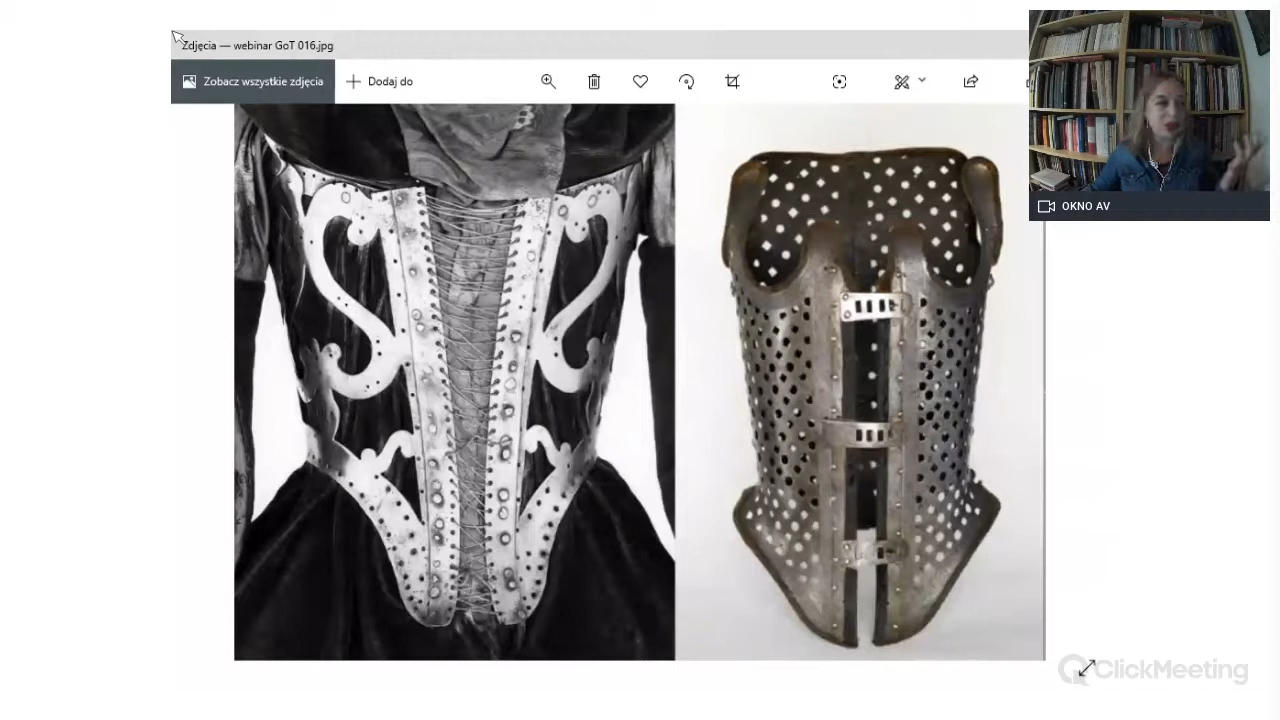 Zdjęcia — webinar GoT 016.jpg
Zobacz wszystkie zdjęcia
Dodaj do
OKNO AV
ClickMeeting